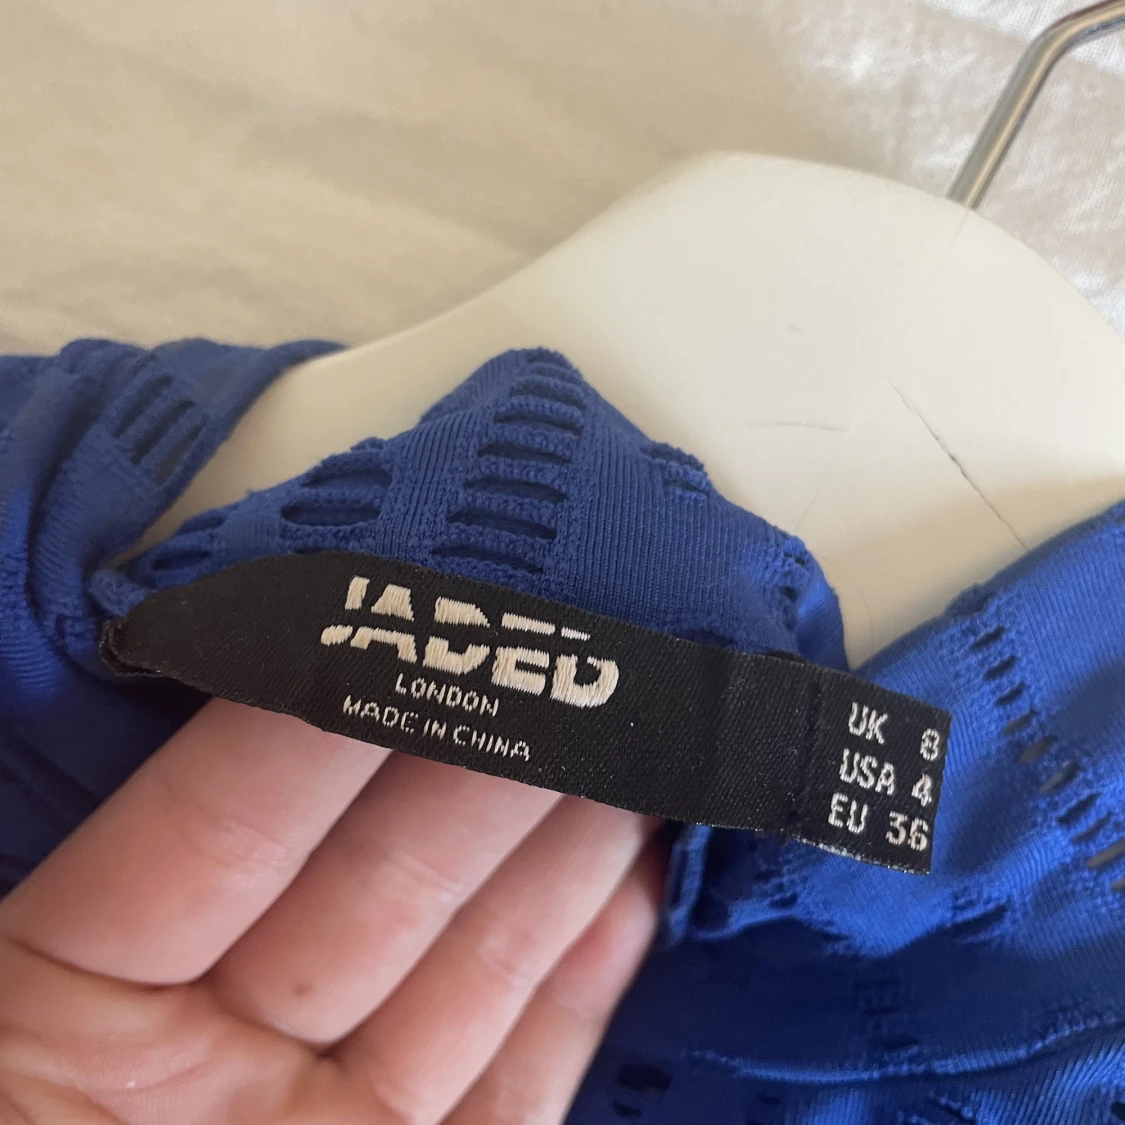 JADED
LONDON
MADE IN CHINA
UK 8
USA 4
EU 36